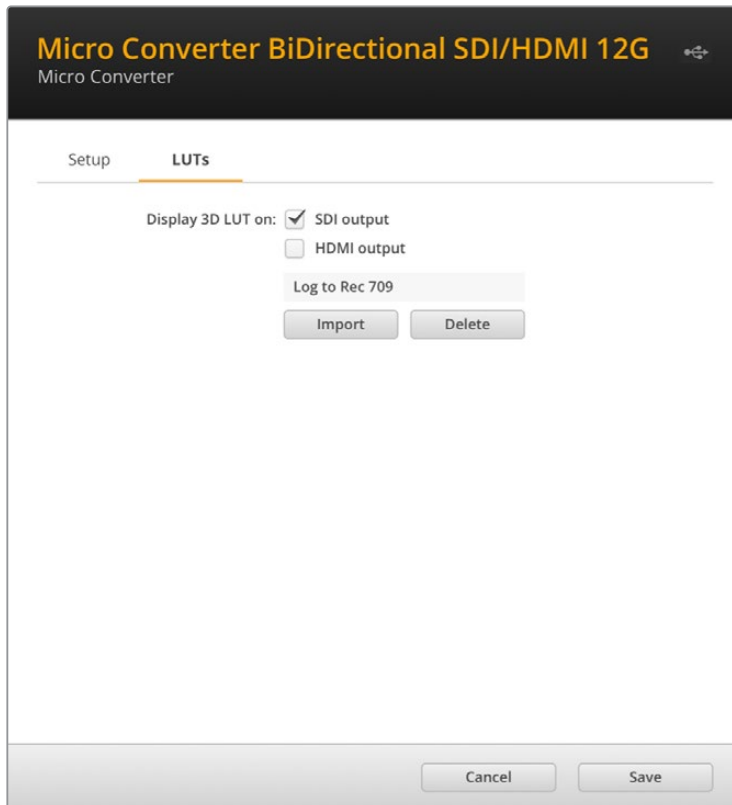 Micro Converter BiDirectional SDI/HDMI 12G
Micro Converter
Setup LUTs
Display 3D LUT on: SDI output
HDMI output
Log to Rec 709
Import Delete
Cancel Save